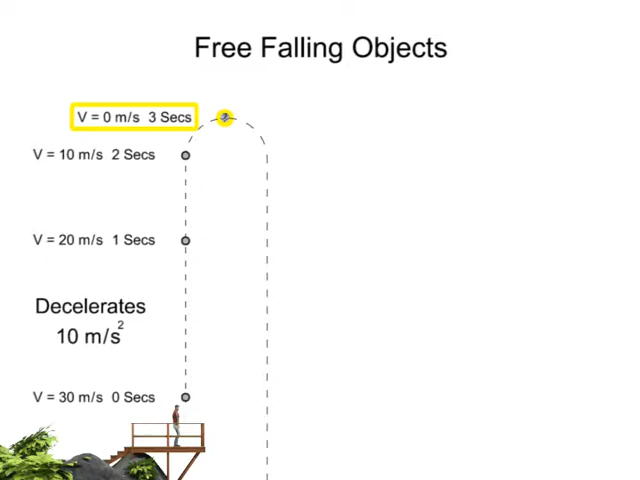 Free Falling Objects
V = 0 m/s  3 Secs
V = 10 m/s  2 Secs
V = 20 m/s  1 Secs
Decelerates
10 m/s²
V = 30 m/s  0 Secs